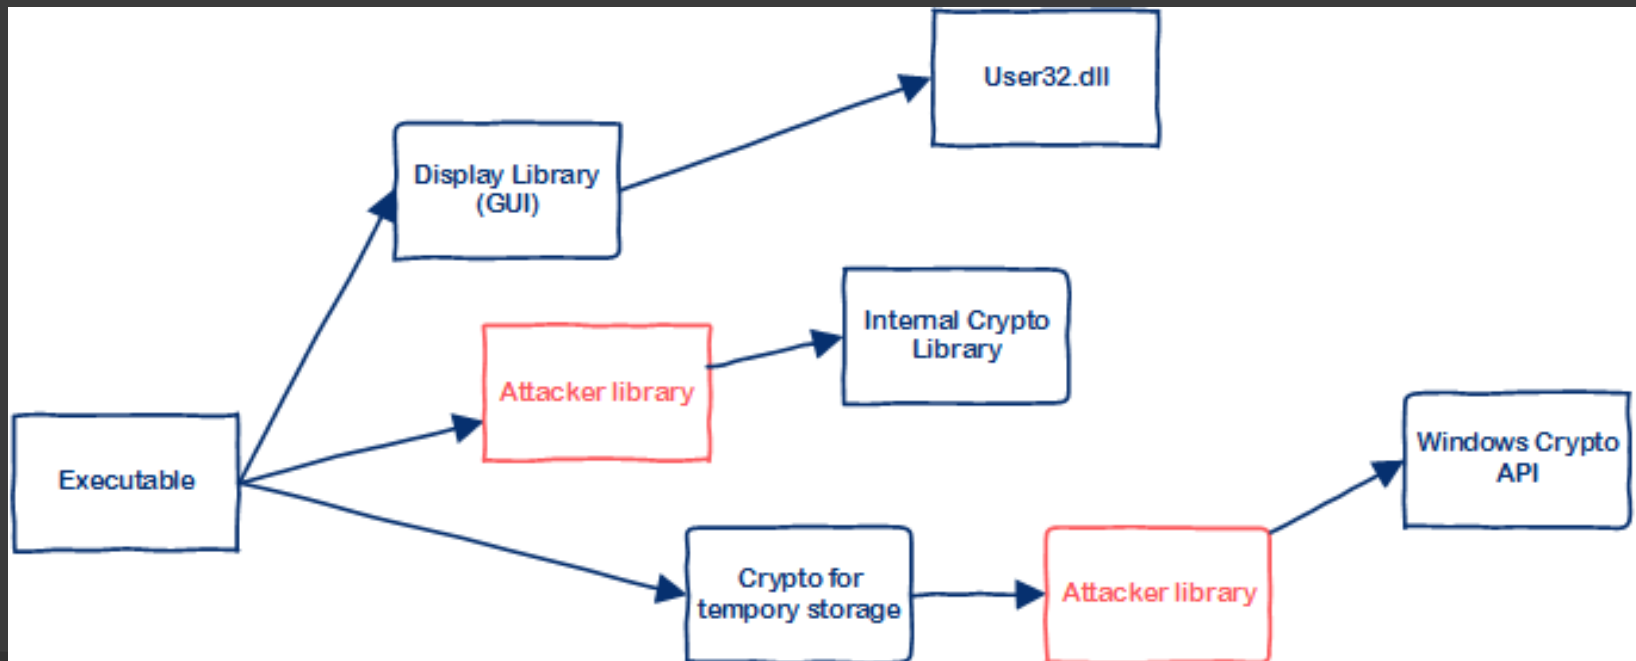 User32.dll
Display Library
(GUI)
Internal Crypto
Library
Attacker library
Windows Crypto
API
Executable
Crypto for
tempory storage
Attacker library